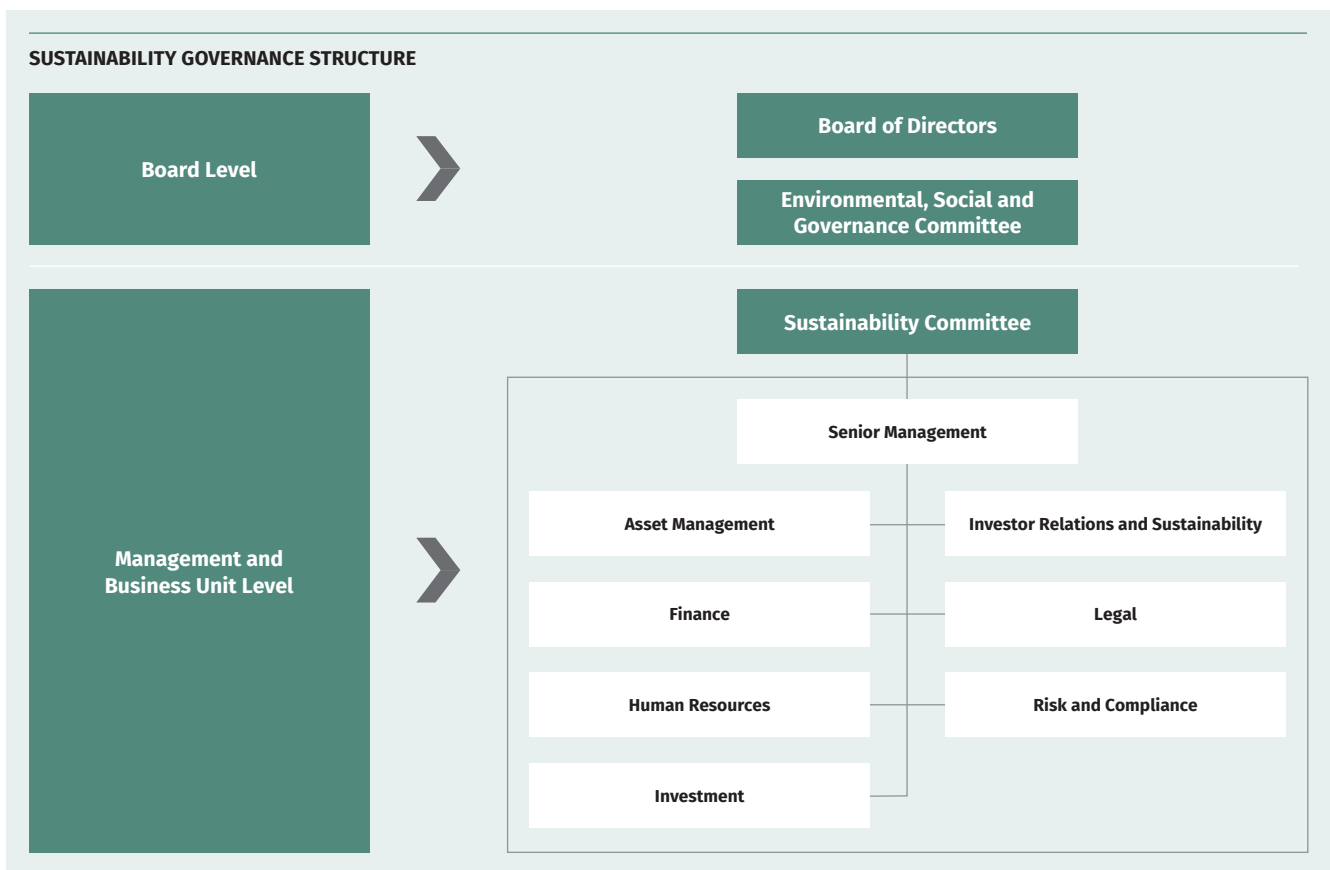 SUSTAINABILITY GOVERNANCE STRUCTURE
Board Level
Board of Directors
Environmental, Social and
Governance Committee
Management and
Business Unit Level
Sustainability Committee
Senior Management
Asset Management
Investor Relations and Sustainability
Finance
Legal
Human Resources
Risk and Compliance
Investment